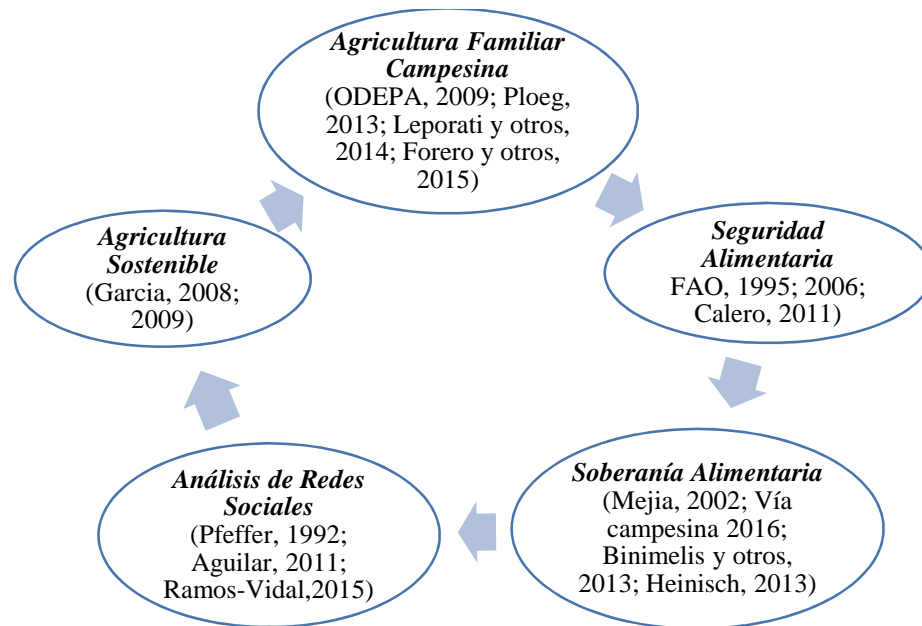 Agricultura Familiar
Campesina
(ODEPA, 2009; Ploeg,
2013; Leporati y otros,
2014; Forero y otros,
2015)
Seguridad
Alimentaria
FAO, 1995; 2006;
Calero, 2011)
Soberanía Alimentaria
(Mejia, 2002; Vía
campesina 2016;
Binimelis y otros,
2013; Heinisch, 2013)
Análisis de Redes
Sociales
(Pfeffer, 1992;
Aguilar, 2011;
Ramos-Vidal,2015)
Agricultura
Sostenible
(Garcia, 2008;
2009)